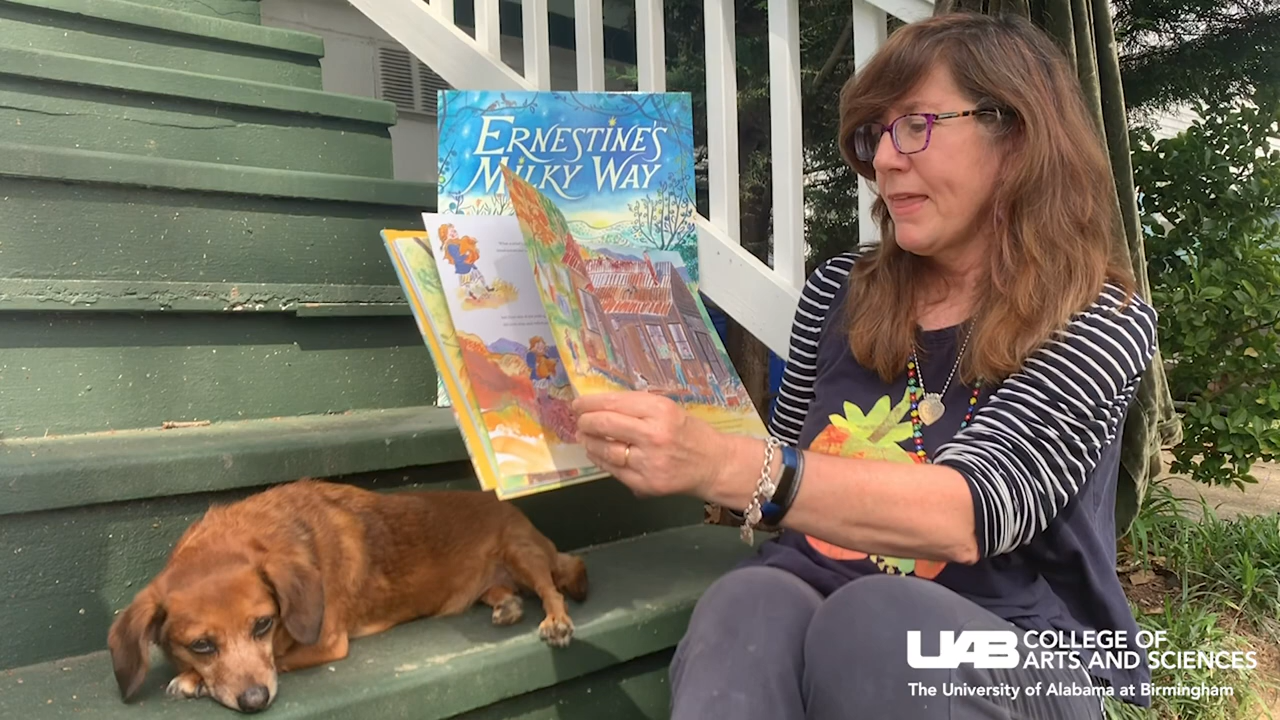 ERNESTINE'S
MILKY WAY
UAB COLLEGE OF
ARTS AND SCIENCES
The University of Alabama at Birmingham